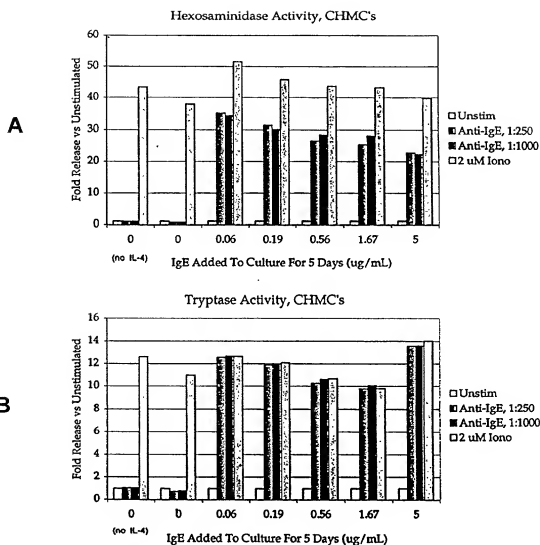 Hexosaminidase Activity, CHMC's
A
Fold Release vs Unstimulated
60
50
40
30
20
10
0
0 0 0.06 0.19 0.56 1.67 5
(no IL-4)
IgE Added To Culture For 5 Days (ug/mL)
Unstim
Anti-IgE, 1:250
Anti-IgE, 1:1000
2 uM Iono
Tryptase Activity, CHMC's
B
Fold Release vs Unstimulated
16
14
12
10
8
6
4
2
0
0 b 0.06 0.19 0.56 1.67 5
(no IL-4)
IgE Added To Culture For 5 Days (ug/mL)
Unstim
Anti-IgE, 1:250
Anti-IgE, 1:1000
2 uM Iono